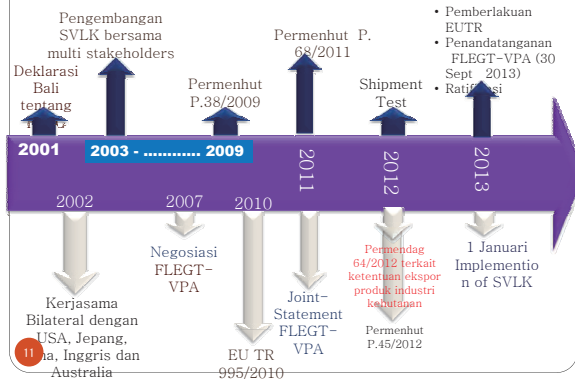 Pengembangan
SVLK bersama
multi stakeholders
Deklarasi
Bali
tentang
Permenhut
P.38/2009
Permenhut P.
68/2011
Shipment
Test
• Pemberlakuan
EUTR
• Penandatanganan
FLEGT-VPA (30
Sept 2013)
•
2001
2003 - ............ 2009
2011
2012
2013
2002
2007
2010
Kerjasama
Bilateral dengan
USA, Jepang,
Inggris dan
Australia
Negosiasi
FLEGT-
VPA
EU TR
995/2010
Joint-
Statement
FLEGT-
VPA
Permendag
64/2012 terkait
ketentuan ekspor
produk industri
kehutanan
Permenhut
P.45/2012
1 Januari
Implementio
n of SVLK
11